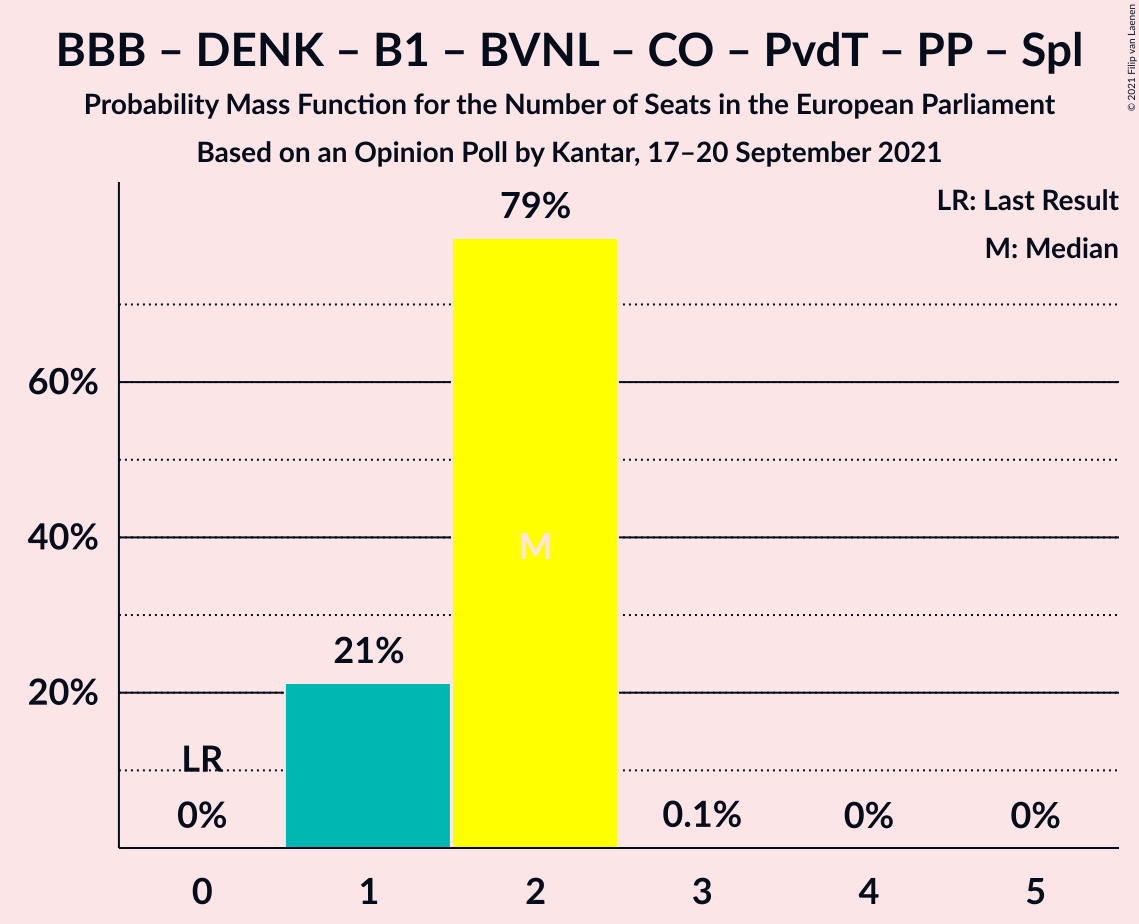 BBB – DENK – B1 – BVNL – CO – PvdT – PP – Spl
Probability Mass Function for the Number of Seats in the European Parliament
Based on an Opinion Poll by Kantar, 17–20 September 2021
© 2021 Filip van Laenen
LR: Last Result
M: Median
79%
60%
40%
M
21%
20%
LR
0%
0.1%
0%
0%
0
1
2
3
4
5